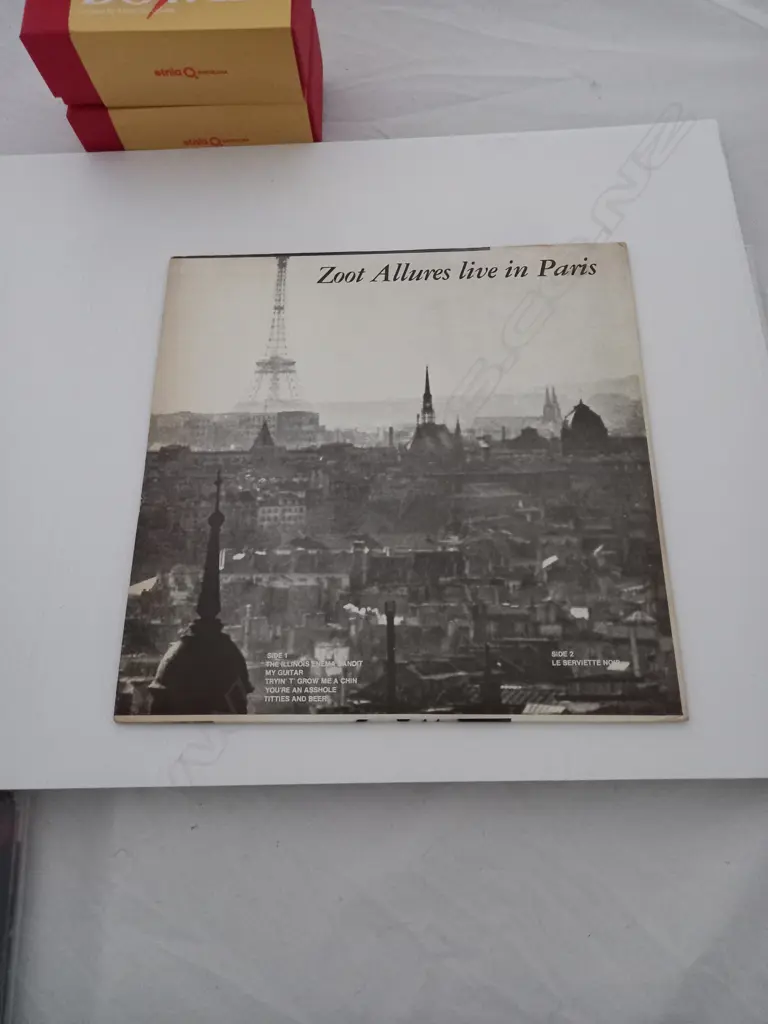 Zoot Allures live in Paris
SIDE 1
THE ILLINOIS ENEMA BANDIT
MY GUITAR
TRYIN' T' GROW ME A CHIN
YOU'RE AN ASSHOLE
TITTIES AND BEER
SIDE 2
LE SERVIETTE NOIR